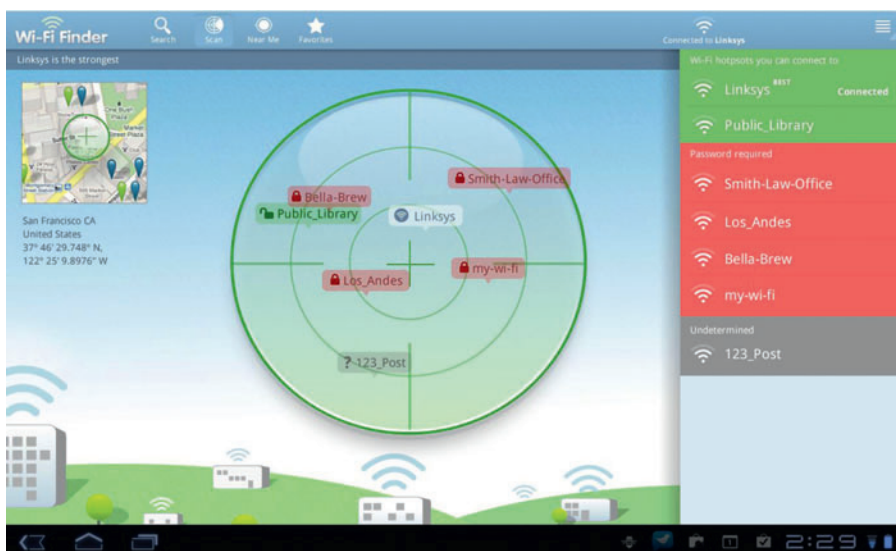 Wi-Fi Finder
Search
Scan
Near Me
Favorites
Connected to Linksys
Linksys is the strongest
San Francisco CA
United States
37° 46' 29.748" N,
122° 25' 9.8976" W
Smith-Law-Office
Bella-Brew
Public_Library
Linksys
Los_Andes
my-wi-fi
?-123_Post
Wi-Fi hotpsots you can connect to
Linksys BEST Connected
Public_Library
Password required
Smith-Law-Office
Los_Andes
Bella-Brew
my-wi-fi
Undetermined
123_Post
2:29